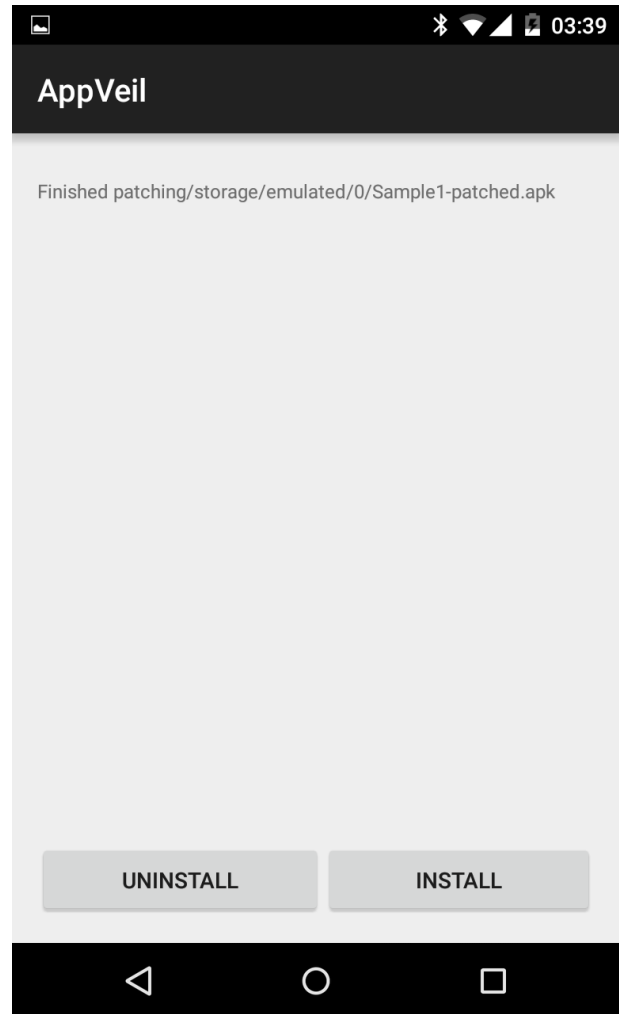 03:39
AppVeil
Finished patching/storage/emulated/0/Sample1-patched.apk
UNINSTALL INSTALL